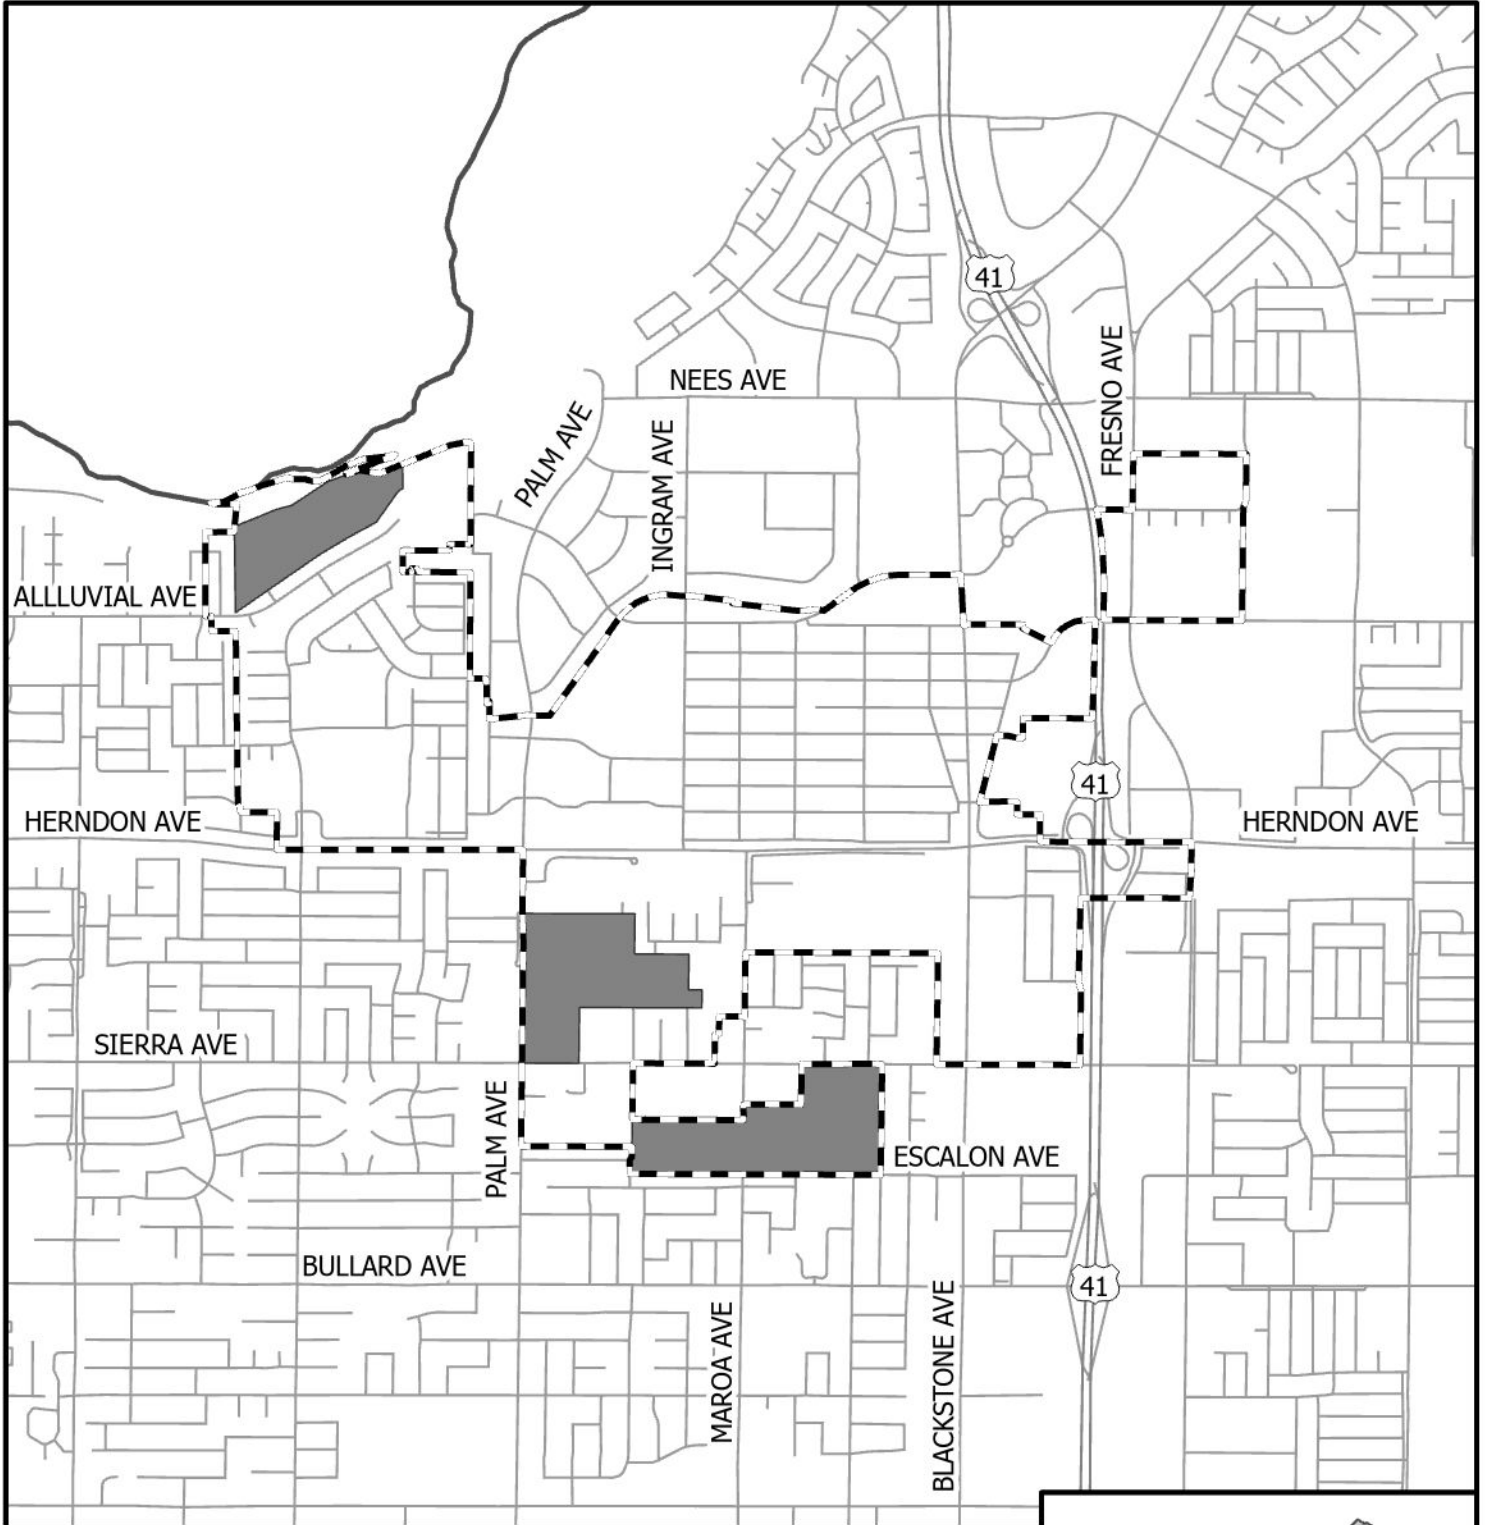 41
NEES AVE
FRESNO AVE
PALM AVE
INGRAM AVE
ALLLUVIAL AVE
41
HERNDON AVE
HERNDON AVE
SIERRA AVE
PALM AVE
ESCALON AVE
BULLARD AVE
41
MAROA AVE
BLACKSTONE AVE